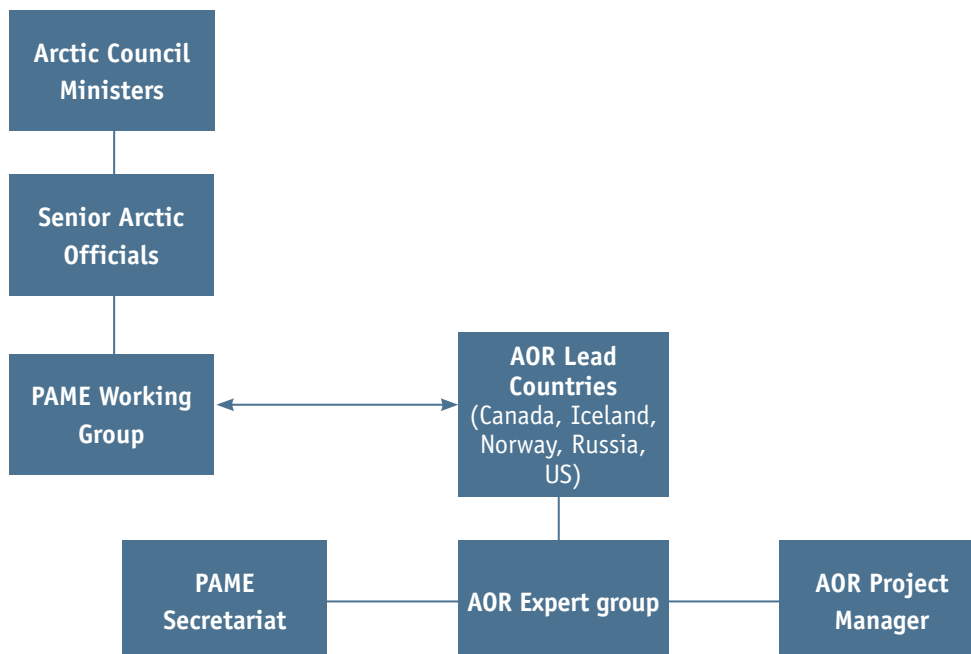 Arctic Council
Ministers
Senior Arctic
Officials
PAME Working
Group
AOR Lead
Countries
(Canada, Iceland,
Norway, Russia,
US)
PAME
Secretariat
AOR Expert group
AOR Project
Manager